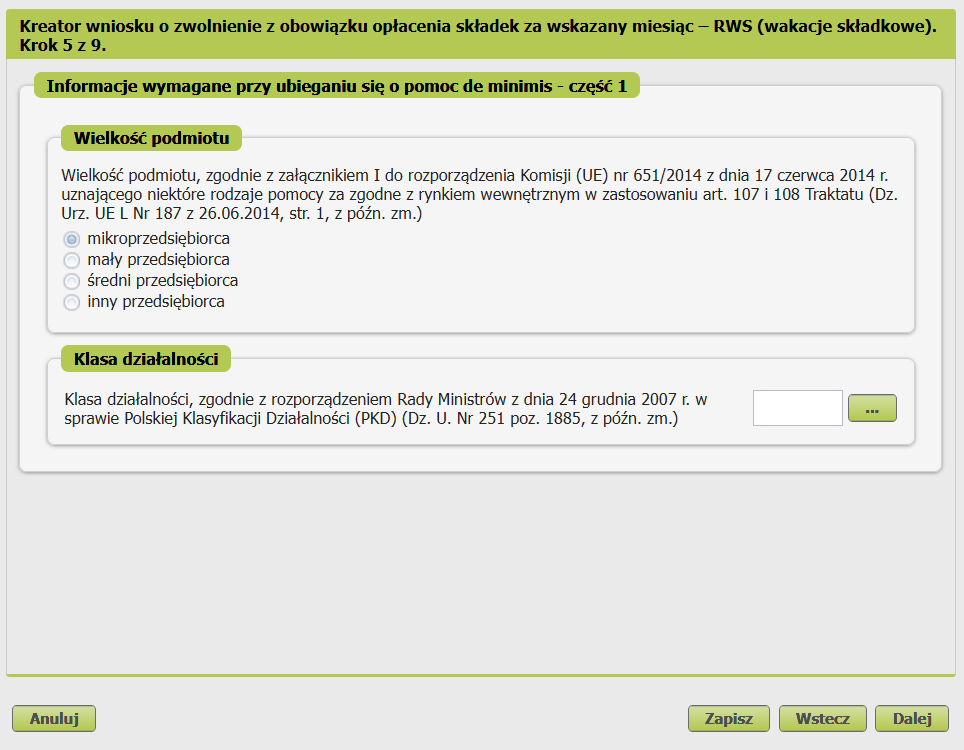 Kreator wniosku o zwolnienie z obowiązku opłacenia składek za wskazany miesiąc – RWS (wakacje składkowe).
Krok 5 z 9.
Informacje wymagane przy ubieganiu się o pomoc de minimis - część 1
Wielkość podmiotu
Wielkość podmiotu, zgodnie z załącznikiem I do rozporządzenia Komisji (UE) nr 651/2014 z dnia 17 czerwca 2014 r.
uznającego niektóre rodzaje pomocy za zgodne z rynkiem wewnętrznym w zastosowaniu art. 107 i 108 Traktatu (Dz.
Urz. UE L Nr 187 z 26.06.2014, str. 1, z późn. zm.)
mikroprzedsiębiorca
mały przedsiębiorca
średni przedsiębiorca
inny przedsiębiorca
Klasa działalności
Klasa działalności, zgodnie z rozporządzeniem Rady Ministrów z dnia 24 grudnia 2007 r. w
sprawie Polskiej Klasyfikacji Działalności (PKD) (Dz. U. Nr 251 poz. 1885, z późn. zm.)
...
Anuluj
Zapisz
Wstecz
Dalej